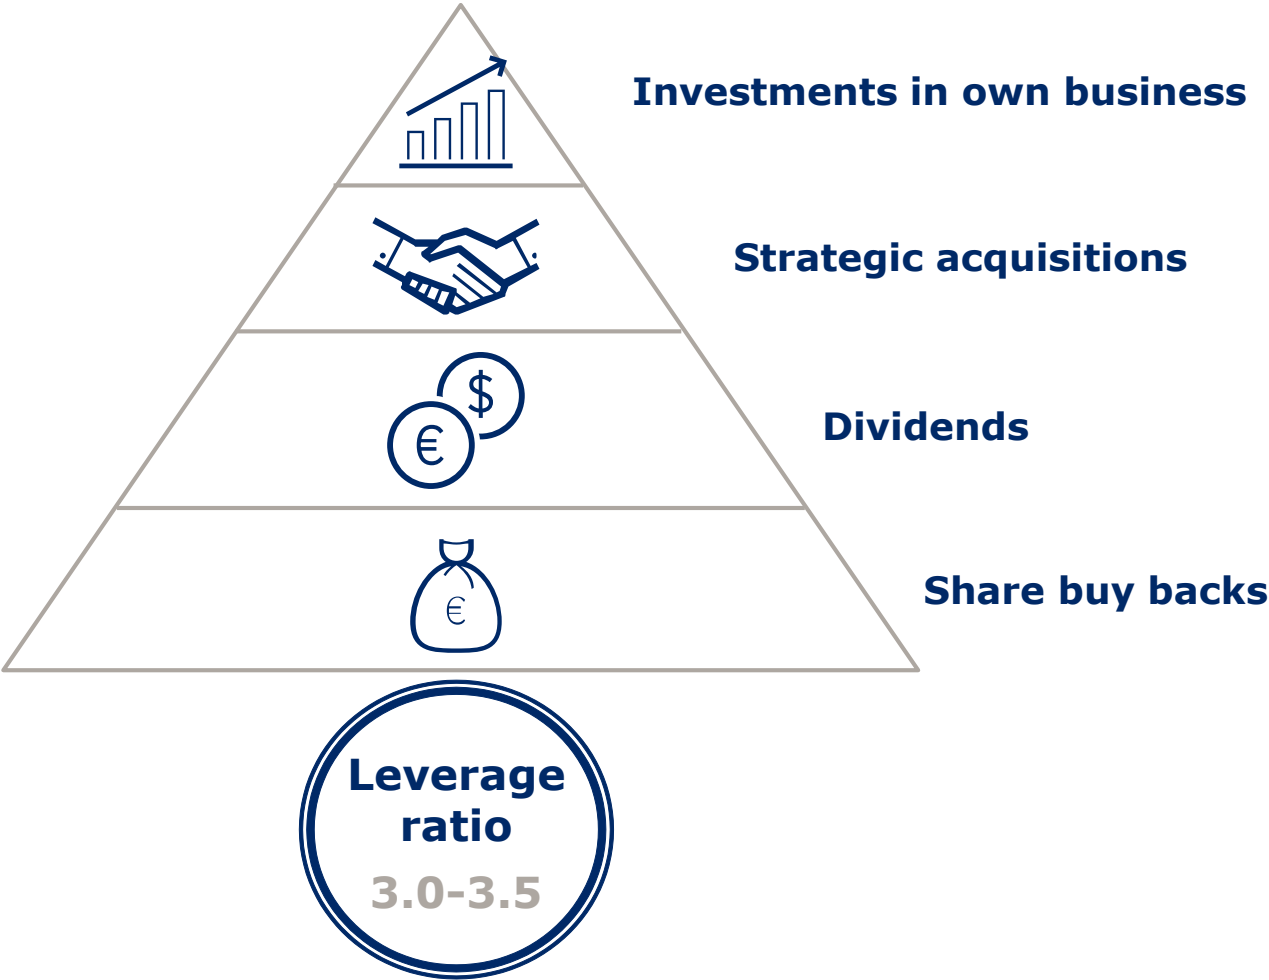 Investments in own business
Strategic acquisitions
$
€
Dividends
Share buy backs
€
Leverage
ratio
3.0-3.5